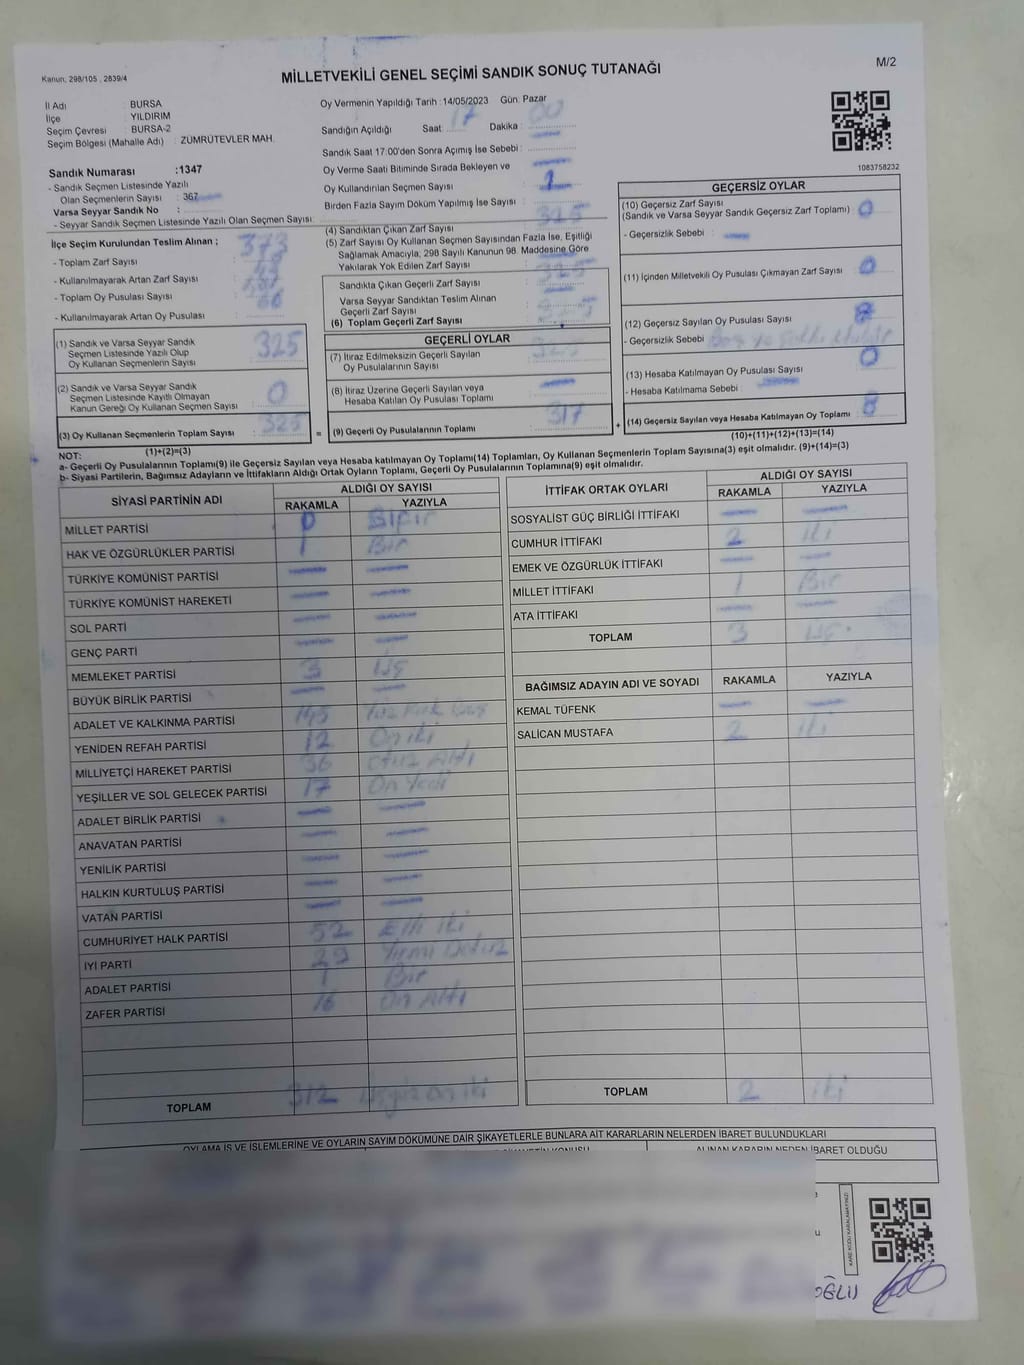 Kanun; 298/105 , 2839/4
MİLLETVEKİLİ GENEL SEÇİMİ SANDIK SONUÇ TUTANAĞI
M/2
İl Adı : BURSA
İlçe : YILDIRIM
Seçim Çevresi : BURSA-2
Seçim Bölgesi (Mahalle Adı) : ZÜMRÜTEVLER MAH.
Oy Vermenin Yapıldığı Tarih :14/05/2023 Gün: Pazar
Sandığın Açıldığı Saat: 17 Dakika : 00
Sandık Saat 17:00'den Sonra Açımış İse Sebebi :
Oy Verme Saati Bitiminde Sırada Bekleyen ve
Oy Kullandırılan Seçmen Sayısı :
Birden Fazla Sayım Döküm Yapılmış İse Sayısı : 1
1083758232
Sandık Numarası :1347
- Sandık Seçmen Listesinde Yazılı
Olan Seçmenlerin Sayısı : 367
Varsa Seyyar Sandık No :
- Seyyar Sandık Seçmen Listesinde Yazılı Olan Seçmen Sayısı:
İlçe Seçim Kurulundan Teslim Alınan ;
- Toplam Zarf Sayısı : 373
- Kullanılmayarak Artan Zarf Sayısı :
- Toplam Oy Pusulası Sayısı :
- Kullanılmayarak Artan Oy Pusulası :
(1) Sandık ve Varsa Seyyar Sandık
Seçmen Listesinde Yazılı Olup
Oy Kullanan Seçmenlerin Sayısı : 325
(2) Sandık ve Varsa Seyyar Sandık
Seçmen Listesinde Kayıtlı Olmayan
Kanun Gereği Oy Kullanan Seçmen Sayısı : 0
(3) Oy Kullanan Seçmenlerin Toplam Sayısı : 325
(1)+(2)=(3)
(4) Sandıktan Çıkan Zarf Sayısı : 325
(5) Zarf Sayısı Oy Kullanan Seçmen Sayısından Fazla İse, Eşitliği
Sağlamak Amacıyla, 298 Sayılı Kanunun 98. Maddesine Göre
Yakılarak Yok Edilen Zarf Sayısı :
Sandıkta Çıkan Geçerli Zarf Sayısı : 325
Varsa Seyyar Sandıktan Teslim Alınan
Geçerli Zarf Sayısı :
(6) Toplam Geçerli Zarf Sayısı : 325
GEÇERLİ OYLAR
(7) İtiraz Edilmeksizin Geçerli Sayılan
Oy Pusulalarının Sayısı :
(8) İtiraz Üzerine Geçerli Sayılan veya
Hesaba Katılan Oy Pusulası Toplamı :
= (9) Geçerli Oy Pusulalarının Toplamı : 317 +
GEÇERSİZ OYLAR
(10) Geçersiz Zarf Sayısı
(Sandık ve Varsa Seyyar Sandık Geçersiz Zarf Toplamı) : 0
- Geçersizlik Sebebi :
(11) İçinden Milletvekili Oy Pusulası Çıkmayan Zarf Sayısı : 0
(12) Geçersiz Sayılan Oy Pusulası Sayısı : 8
- Geçersizlik Sebebi
(13) Hesaba Katılmayan Oy Pusulası Sayısı : 0
- Hesaba Katılmama Sebebi :
(14) Geçersiz Sayılan veya Hesaba Katılmayan Oy Toplamı : 8
(10)+(11)+(12)+(13)=(14)
NOT:
a- Geçerli Oy Pusulalarının Toplamı(9) ile Geçersiz Sayılan veya Hesaba katılmayan Oy Toplamı(14) Toplamları, Oy Kullanan Seçmenlerin Toplam Sayısına(3) eşit olmalıdır. (9)+(14)=(3)
b- Siyasi Partilerin, Bağımsız Adayların ve İttifakların Aldığı Ortak Oyların Toplamı, Geçerli Oy Pusulalarının Toplamına(9) eşit olmalıdır.
SİYASİ PARTİNİN ADI ALDIĞI OY SAYISI
RAKAMLA YAZIYLA
MİLLET PARTİSİ
HAK VE ÖZGÜRLÜKLER PARTİSİ 1 Bir
TÜRKİYE KOMÜNİST PARTİSİ
TÜRKİYE KOMÜNİST HAREKETİ
SOL PARTİ
GENÇ PARTİ
MEMLEKET PARTİSİ 3 Üç
BÜYÜK BİRLİK PARTİSİ
ADALET VE KALKINMA PARTİSİ 145 Yüz Kırk Beş
YENİDEN REFAH PARTİSİ 12 On iki
MİLLİYETÇİ HAREKET PARTİSİ 36 Otuz Altı
YEŞİLLER VE SOL GELECEK PARTİSİ 17 On Yedi
ADALET BİRLİK PARTİSİ
ANAVATAN PARTİSİ
YENİLİK PARTİSİ
HALKIN KURTULUŞ PARTİSİ
VATAN PARTİSİ
CUMHURİYET HALK PARTİSİ 52 Elli iki
İYİ PARTİ 29 Yirmi Dokuz
ADALET PARTİSİ 1 Bir
ZAFER PARTİSİ 16 On Altı
TOPLAM 312 Üçyüz on iki
İTTİFAK ORTAK OYLARI ALDIĞI OY SAYISI
RAKAMLA YAZIYLA
SOSYALİST GÜÇ BİRLİĞİ İTTİFAKI
CUMHUR İTTİFAKI 2 İki
EMEK VE ÖZGÜRLÜK İTTİFAKI
MİLLET İTTİFAKI 1 Bir
ATA İTTİFAKI
TOPLAM 3 Üç
BAĞIMSIZ ADAYIN ADI VE SOYADI RAKAMLA YAZIYLA
KEMAL TÜFENK
SALİCAN MUSTAFA 2 iki
TOPLAM 2 iki
OYLAMA İŞ VE İŞLEMLERİNE VE OYLARIN SAYIM DÖKÜMÜNE DAİR ŞİKAYETLERLE BUNLARA AİT KARARLARIN NELERDEN İBARET BULUNDUKLARI
ALINAN KARARIN NEDEN İBARET OLDUĞU
KARE KODU KARALAMAYINIZ!